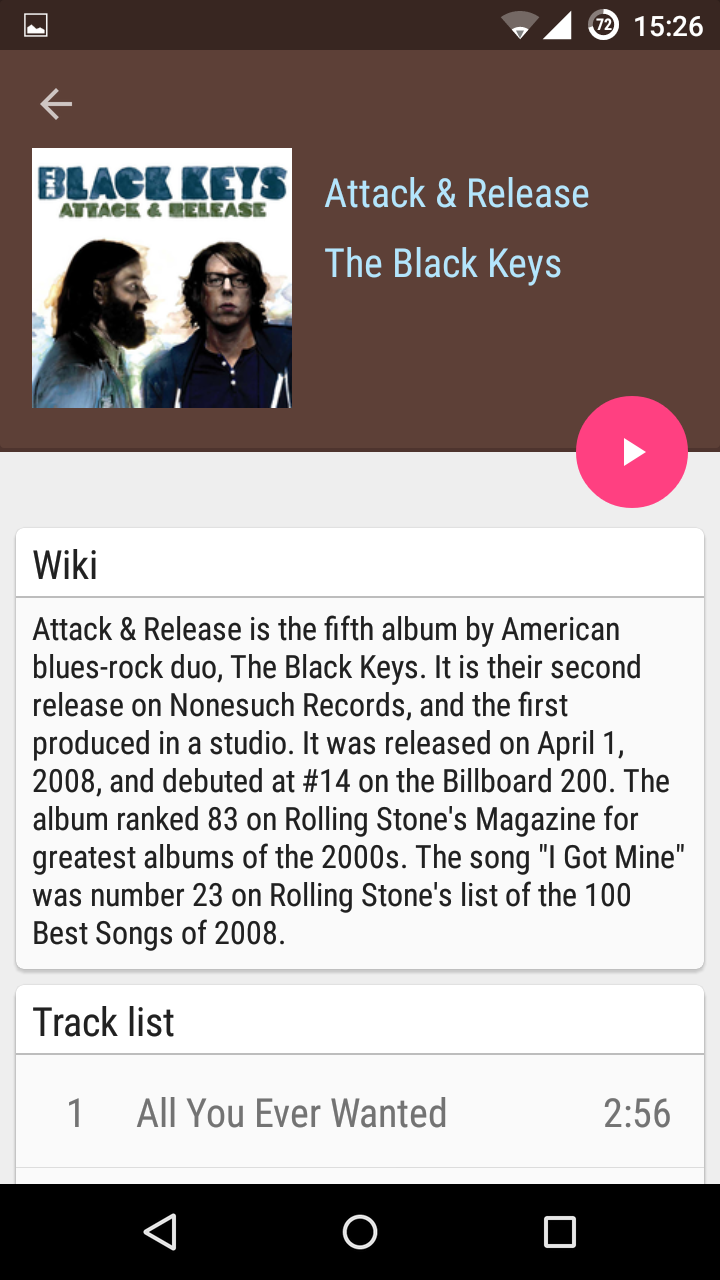 72 15:26
THE BLACK KEYS
ATTACK & RELEASE
Attack & Release
The Black Keys
Wiki
Attack & Release is the fifth album by American
blues-rock duo, The Black Keys. It is their second
release on Nonesuch Records, and the first
produced in a studio. It was released on April 1,
2008, and debuted at #14 on the Billboard 200. The
album ranked 83 on Rolling Stone's Magazine for
greatest albums of the 2000s. The song "I Got Mine"
was number 23 on Rolling Stone's list of the 100
Best Songs of 2008.
Track list
1 All You Ever Wanted 2:56